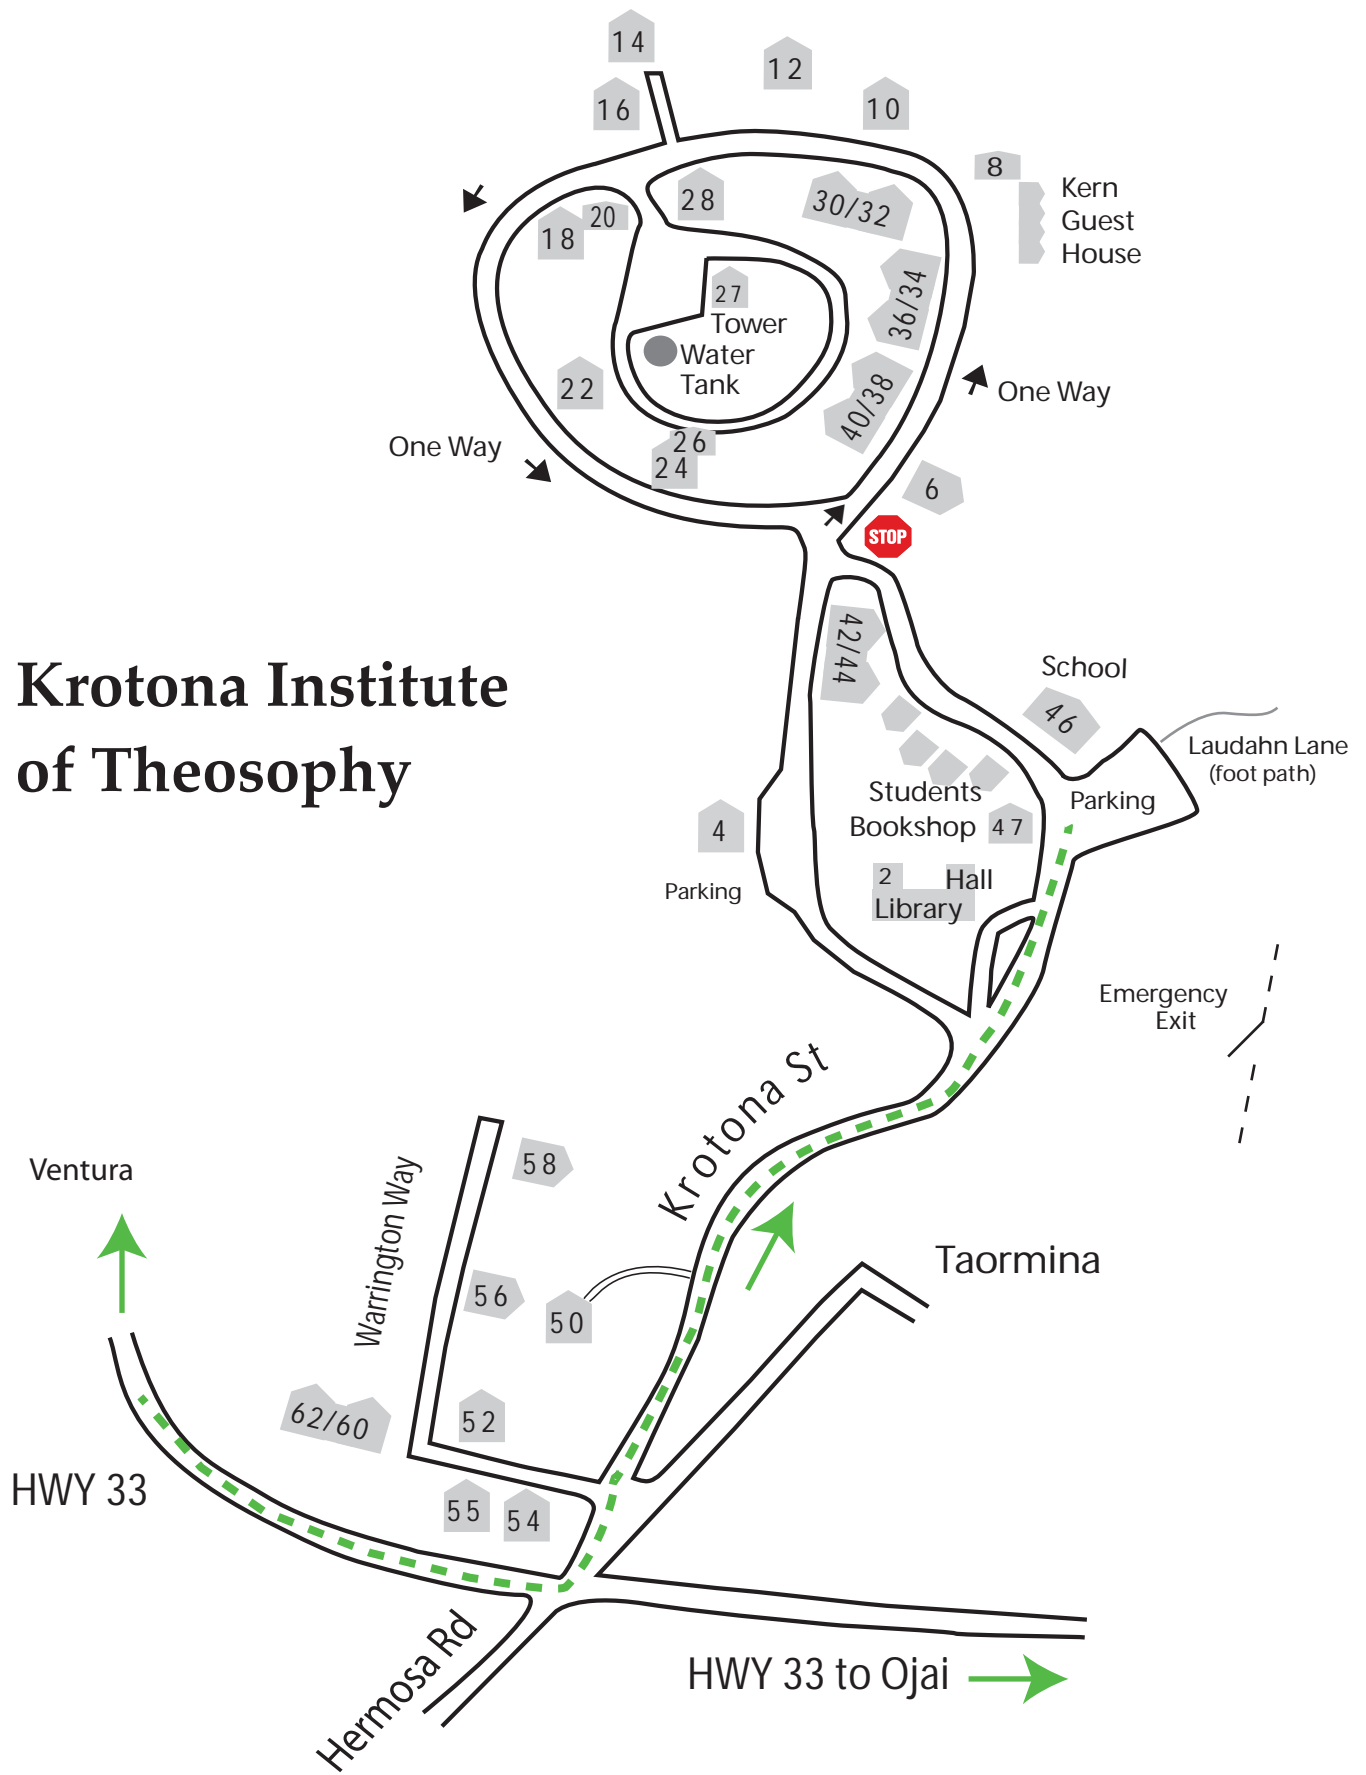 14
12
16
10
8
Kern
Guest
House
28
30/32
20
18
27
Tower
36/34
Water
Tank
22
40/38
One Way
One Way
26
24
6
STOP
42/44
Krotona Institute
of Theosophy
School
46
Laudahn Lane
(foot path)
Students
Parking
Bookshop
47
4
2
Hall
Parking
Library
Emergency
Exit
Krotona St
58
Ventura
Warrington Way
Taormina
56
50
62/60
52
HWY 33
55
54
Hermosa Rd
HWY 33 to Ojai